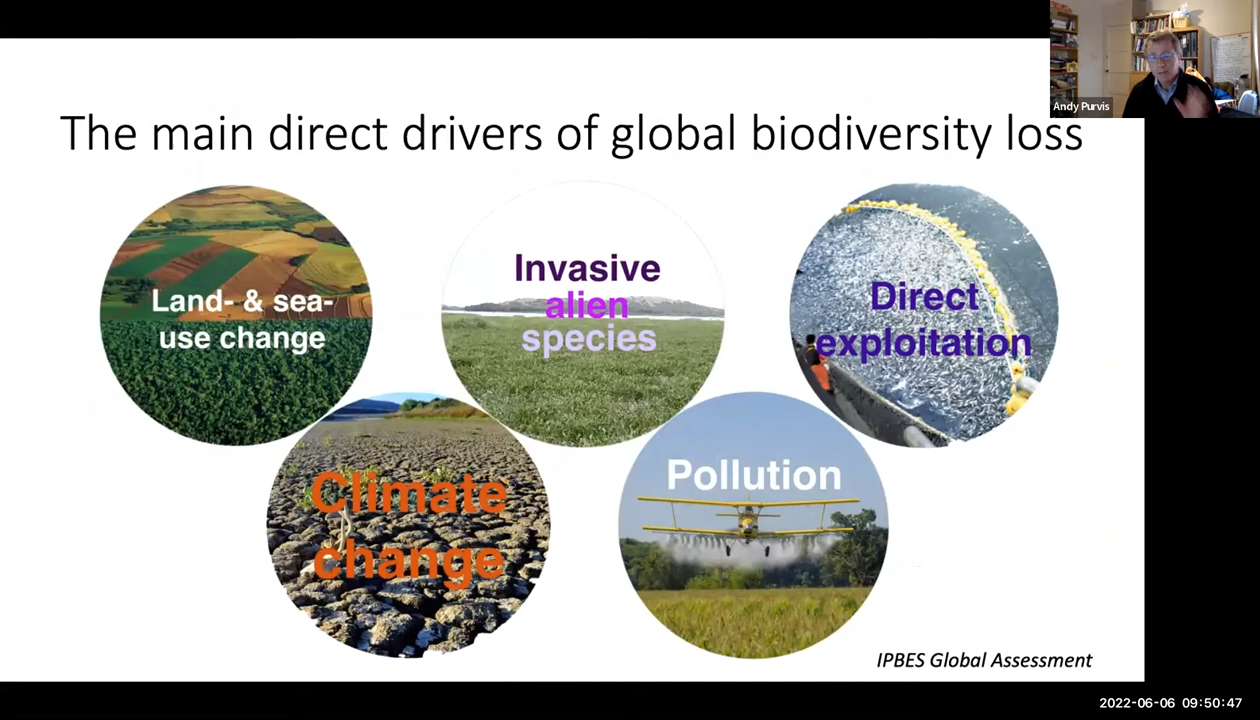 Andy Purvis
The main direct drivers of global biodiversity loss
Land- & sea-
use change
Invasive
alien
species
Direct
exploitation
Climate
change
Pollution
IPBES Global Assessment
2022-06-06 09:50:47